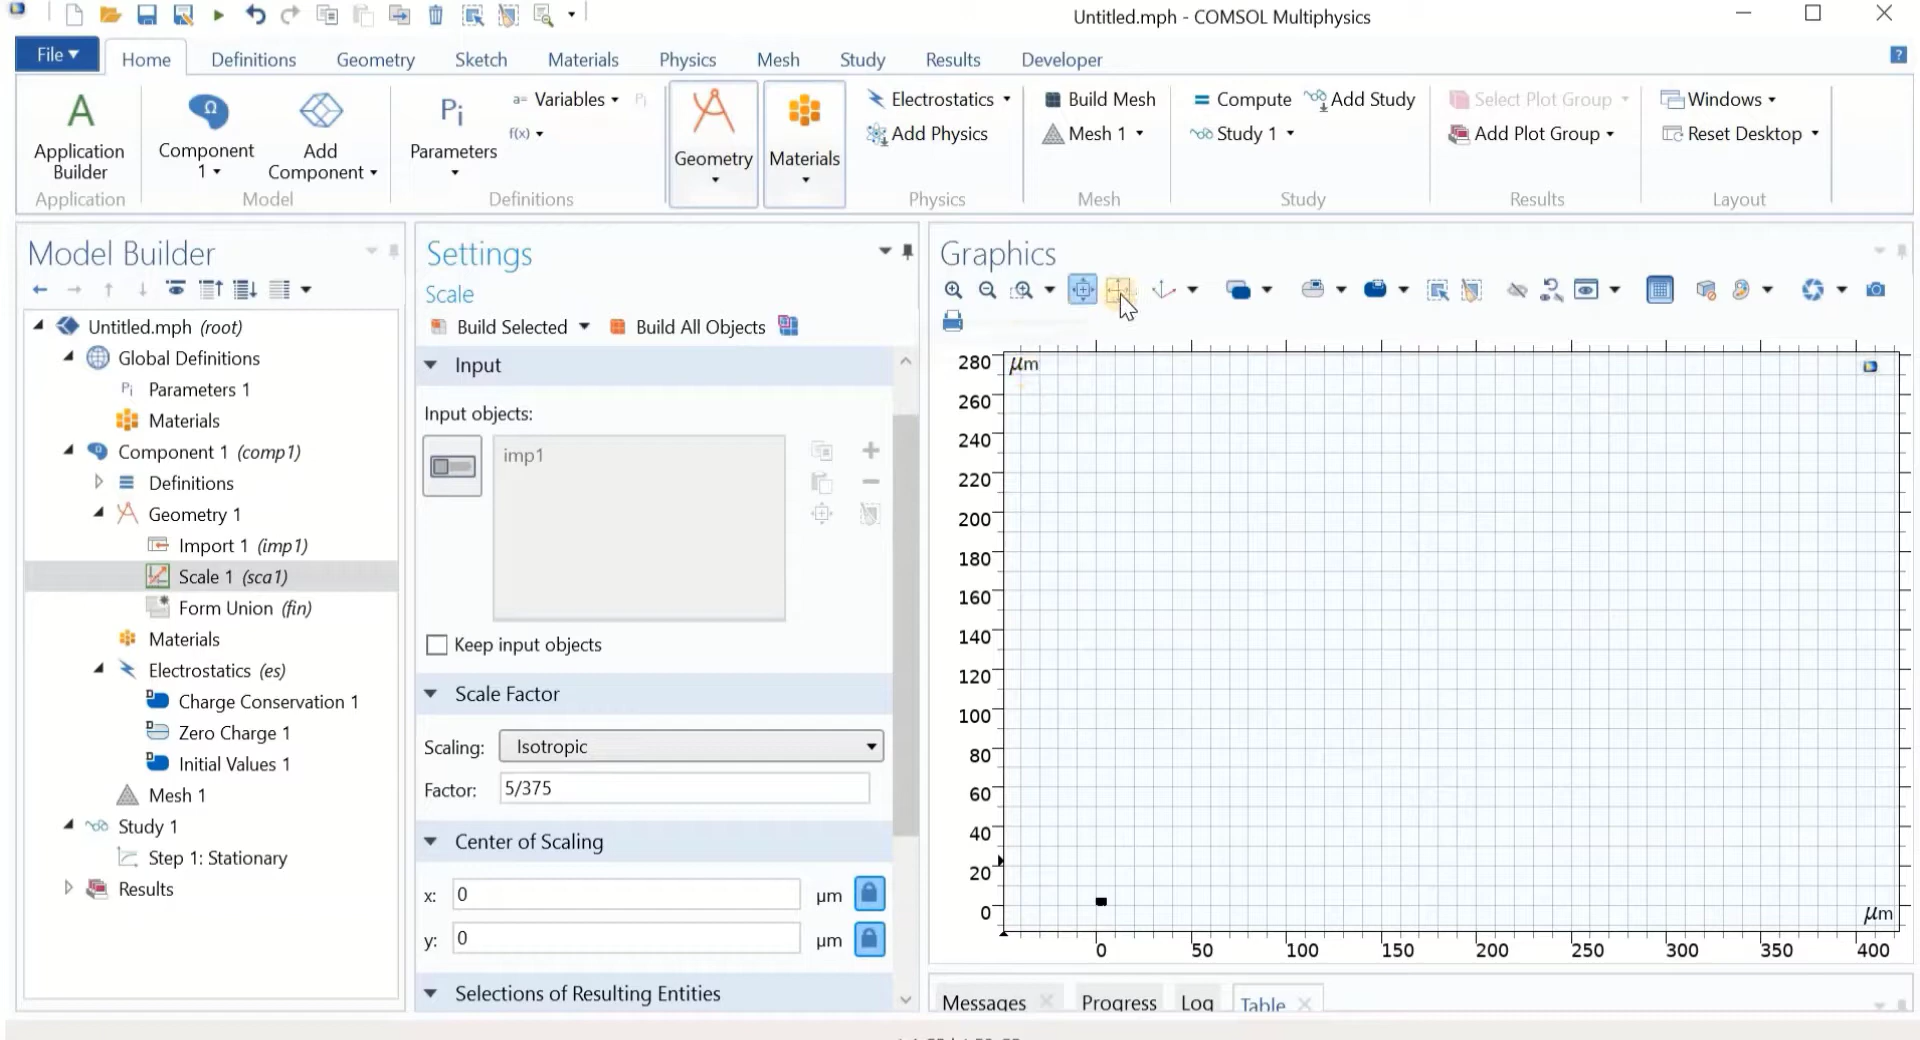 Untitled.mph - COMSOL Multiphysics
File Home Definitions Geometry Sketch Materials Physics Mesh Study Results Developer
A Pi a= Variables Pi Electrostatics Build Mesh = Compute Add Study Select Plot Group Windows
f(x) Add Physics Mesh 1 Study 1 Add Plot Group Reset Desktop
Application Builder
Component 1
Add Component
Parameters
Geometry
Materials
Application Model Definitions Physics Mesh Study Results Layout
Model Builder
Untitled.mph (root)
Global Definitions
Pi Parameters 1
Materials
Component 1 (comp1)
Definitions
Geometry 1
Import 1 (imp1)
Scale 1 (sca1)
Form Union (fin)
Materials
Electrostatics (es)
D Charge Conservation 1
D Zero Charge 1
D Initial Values 1
Mesh 1
Study 1
Step 1: Stationary
Results
Settings
Scale
Build Selected Build All Objects
Input
Input objects:
imp1
Keep input objects
Scale Factor
Scaling: Isotropic
Factor: 5/375
Center of Scaling
x: 0 μm
y: 0 μm
Selections of Resulting Entities
Graphics
280 μm
260
240
220
200
180
160
140
120
100
80
60
40
20
0 μm
0 50 100 150 200 250 300 350 400
Messages Progress Log Table